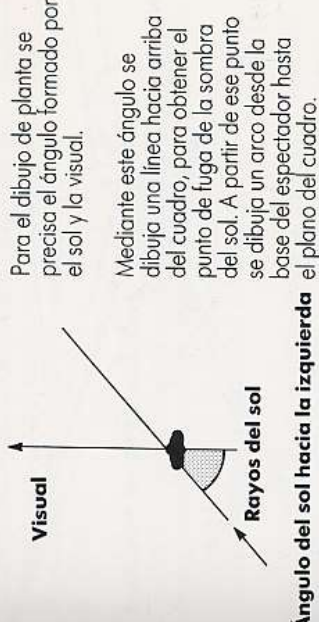 Para el dibujo de planta se
precisa el ángulo formado por
el sol y la visual.
Mediante este ángulo se
dibuja una línea hacia arriba
del cuadro, para obtener el
punto de fuga de la sombra
del sol. A partir de ese punto
se dibuja un arco desde la
base del espectador hasta
el plano del cuadro.
Visual
Rayos del sol
Angulo del sol hacia la izquierda